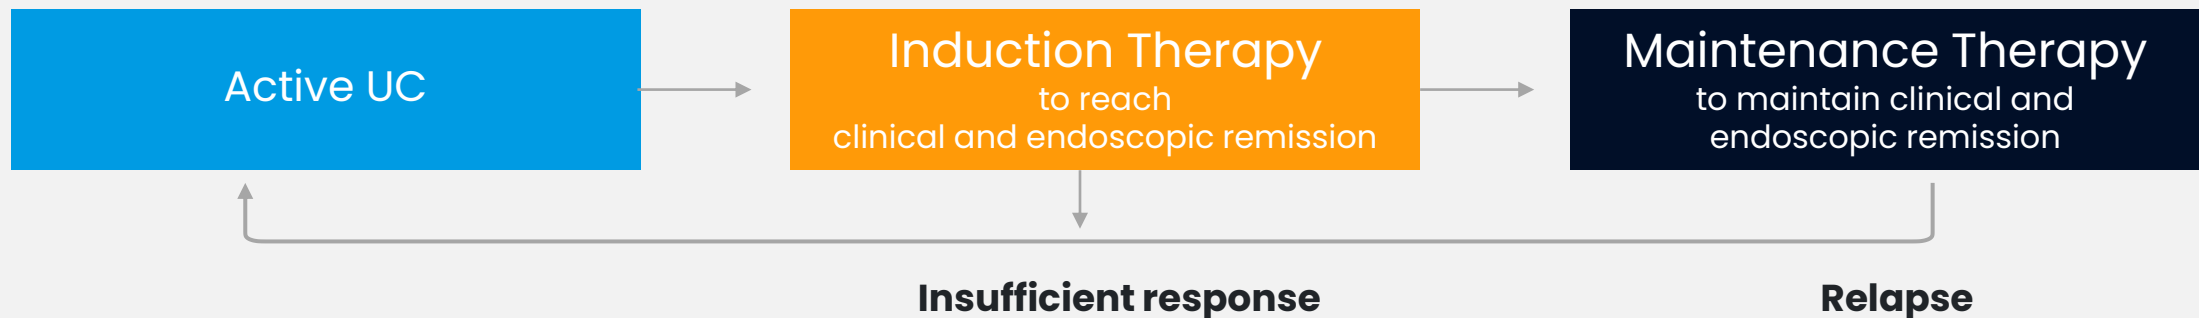 Active UC
Induction Therapy
to reach
clinical and endoscopic remission
Maintenance Therapy
to maintain clinical and
endoscopic remission
Insufficient response
Relapse